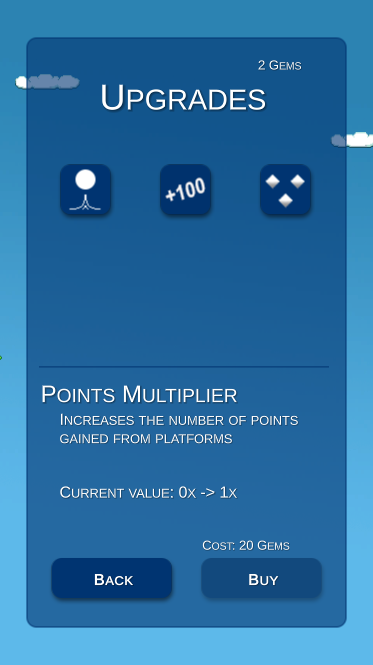 2 Gems
Upgrades
+100
Points Multiplier
Increases the number of points
gained from platforms
Current value: 0x -> 1x
Cost: 20 Gems
Back
Buy